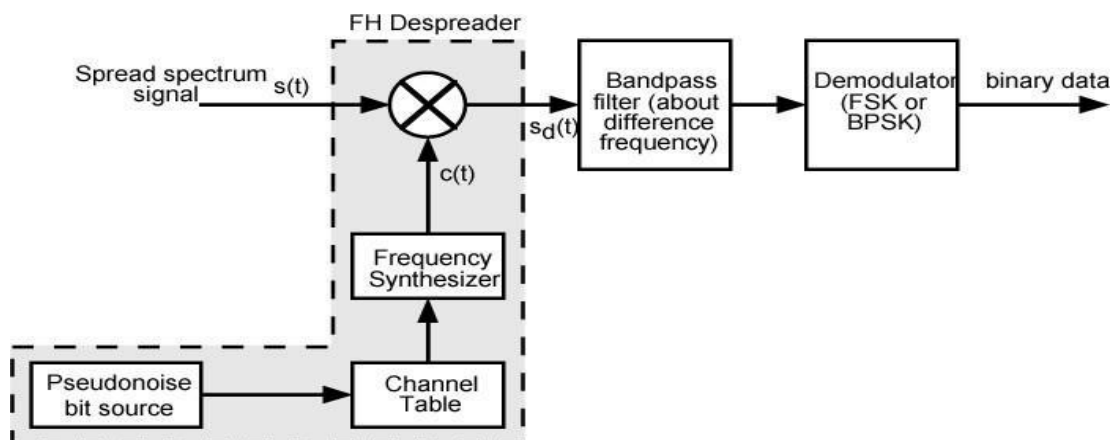 FH Despreader
Spread spectrum
signal
s(t)
s_d(t)
Bandpass
filter (about
difference
frequency)
Demodulator
(FSK or
BPSK)
binary data
c(t)
Frequency
Synthesizer
Pseudonoise
bit source
Channel
Table